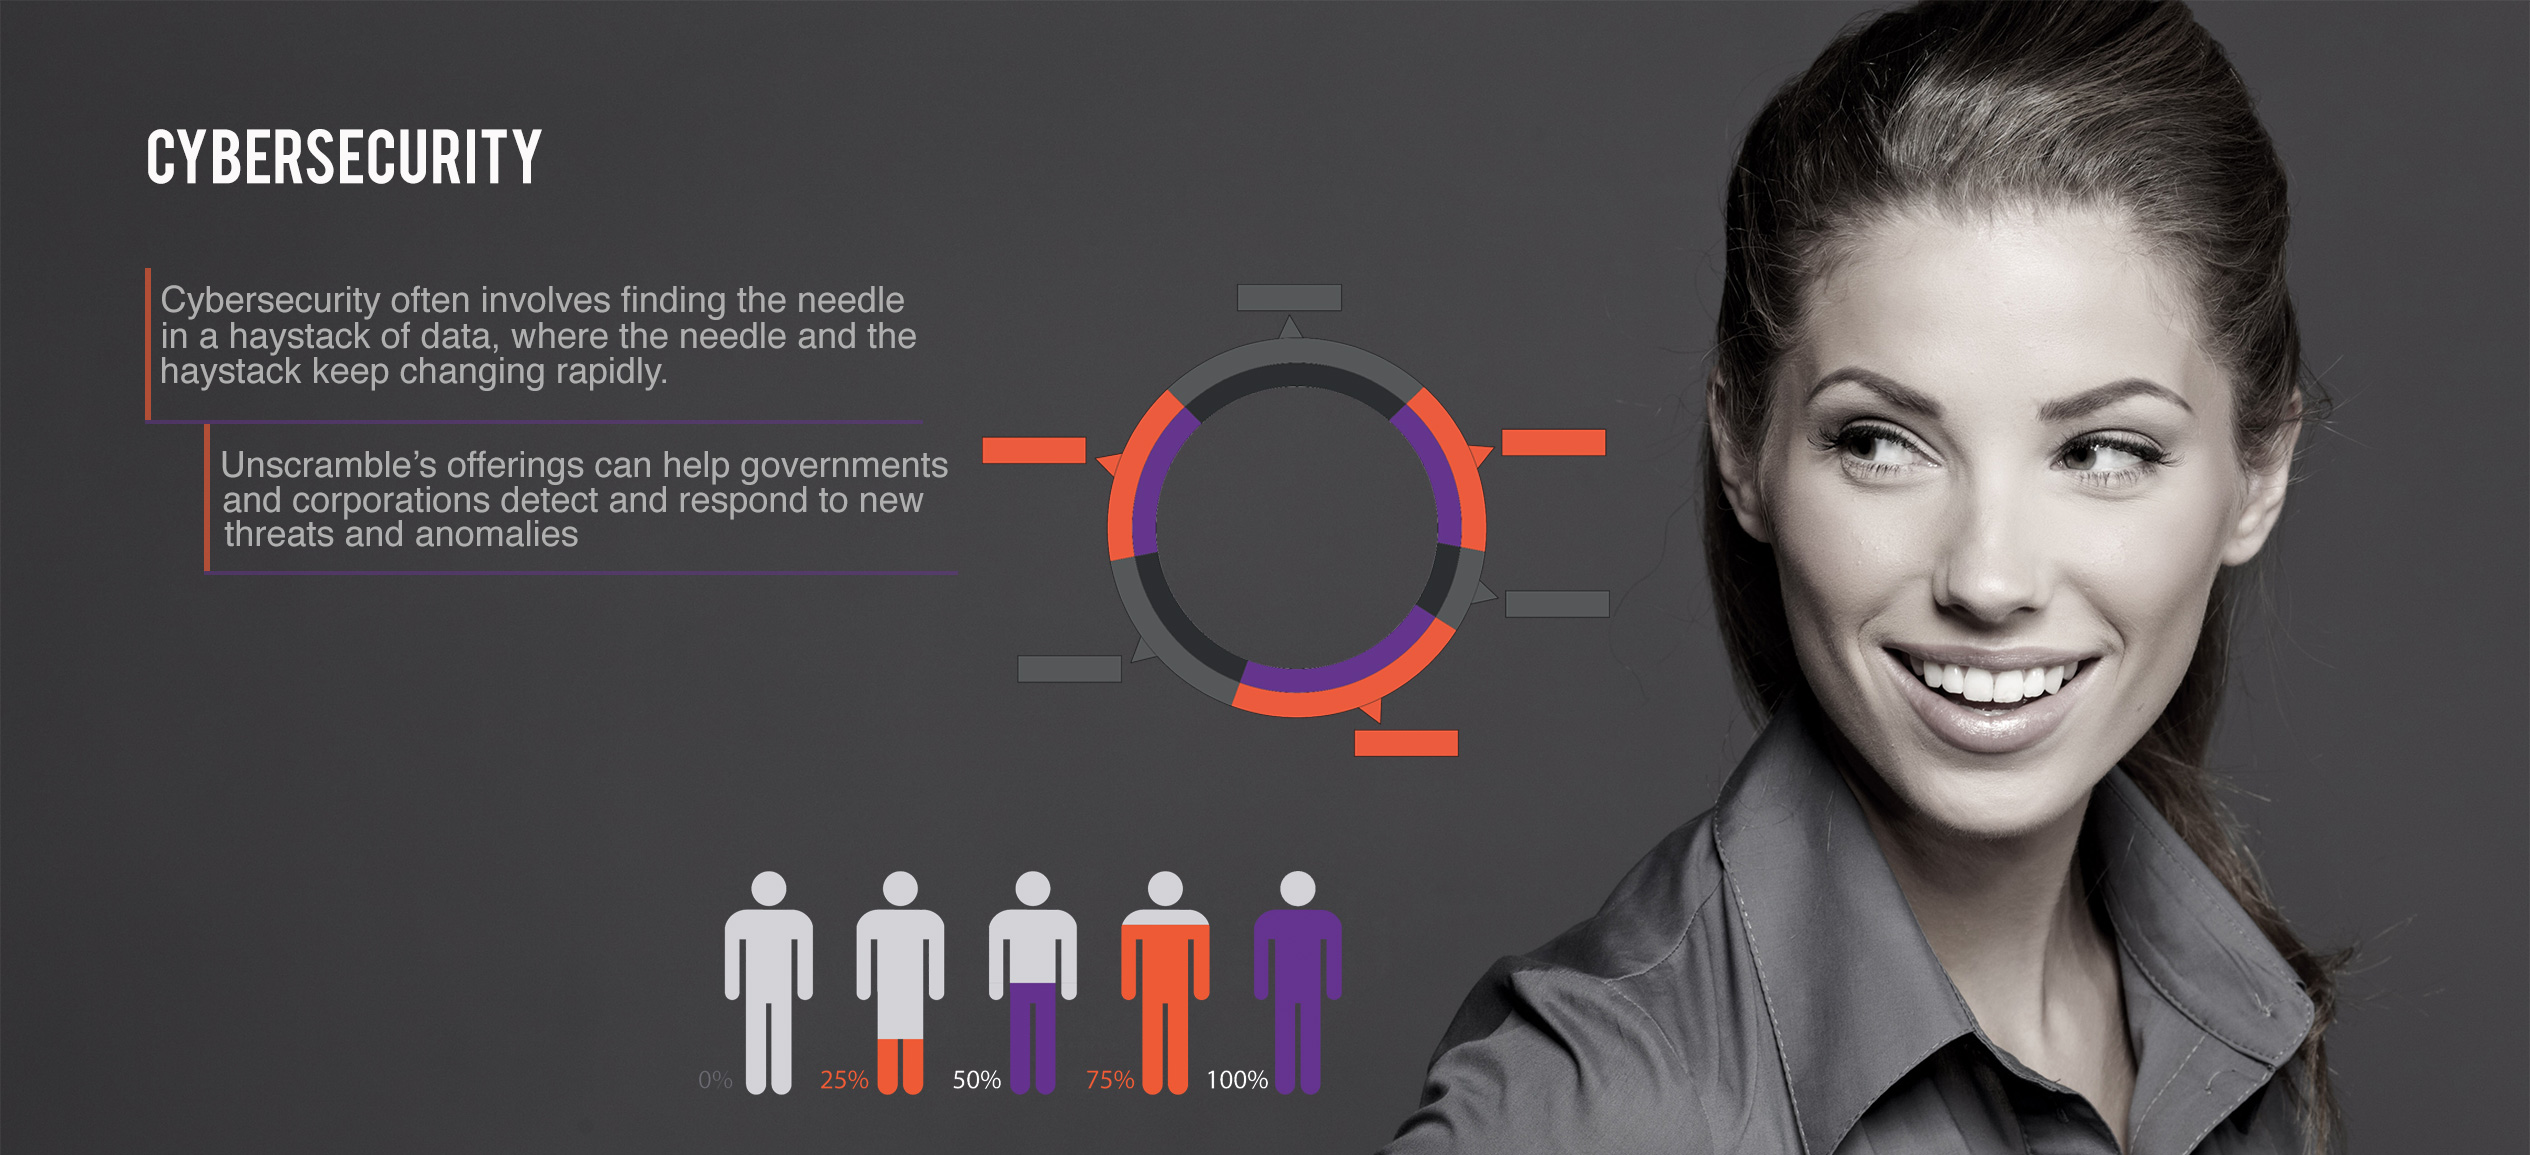 CYBERSECURITY
Cybersecurity often involves finding the needle
in a haystack of data, where the needle and the
haystack keep changing rapidly.
Unscramble’s offerings can help governments
and corporations detect and respond to new
threats and anomalies
0% 25% 50% 75% 100%